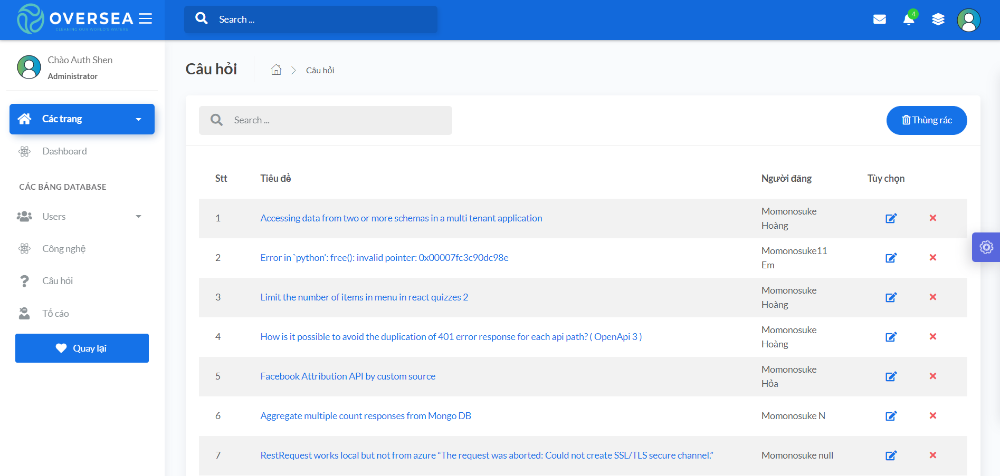 OVERSEA
CLEANING OUR WORLD'S WATERS
Search ...
4
Chào Auth Shen
Administrator
Các trang
Dashboard
CÁC BẢNG DATABASE
Users
Công nghệ
Câu hỏi
Tố cáo
Quay lại
Câu hỏi
Câu hỏi
Search ...
Thùng rác
Stt Tiêu đề Người đăng Tùy chọn
1 Accessing data from two or more schemas in a multi tenant application Momonosuke
Hoàng
2 Error in `python': free(): invalid pointer: 0x00007fc3c90dc98e Momonosuke11
Em
3 Limit the number of items in menu in react quizzes 2 Momonosuke
Hoàng
4 How is it possible to avoid the duplication of 401 error response for each api path? ( OpenApi 3 ) Momonosuke
Hoàng
5 Facebook Attribution API by custom source Momonosuke
Hỏa
6 Aggregate multiple count responses from Mongo DB Momonosuke N
7 RestRequest works local but not from azure “The request was aborted: Could not create SSL/TLS secure channel.” Momonosuke null